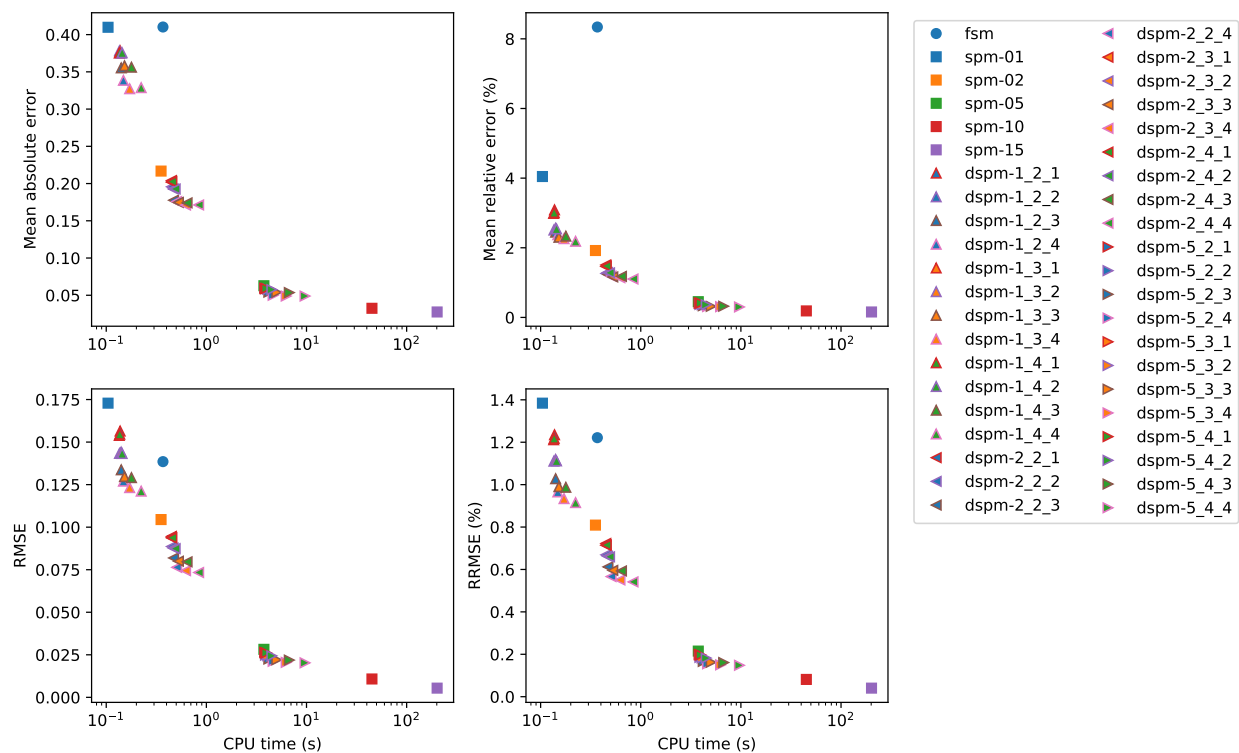 0.40
0.35
0.30
0.25
0.20
0.15
0.10
0.05
Mean absolute error
10⁻¹
10⁰
10¹
10²
8
6
4
2
0
Mean relative error (%)
10⁻¹
10⁰
10¹
10²
0.175
0.150
0.125
0.100
0.075
0.050
0.025
0.000
RMSE
10⁻¹
10⁰
10¹
10²
CPU time (s)
1.4
1.2
1.0
0.8
0.6
0.4
0.2
0.0
RRMSE (%)
10⁻¹
10⁰
10¹
10²
CPU time (s)
fsm
spm-01
spm-02
spm-05
spm-10
spm-15
dspm-1_2_1
dspm-1_2_2
dspm-1_2_3
dspm-1_2_4
dspm-1_3_1
dspm-1_3_2
dspm-1_3_3
dspm-1_3_4
dspm-1_4_1
dspm-1_4_2
dspm-1_4_3
dspm-1_4_4
dspm-2_2_1
dspm-2_2_2
dspm-2_2_3
dspm-2_2_4
dspm-2_3_1
dspm-2_3_2
dspm-2_3_3
dspm-2_3_4
dspm-2_4_1
dspm-2_4_2
dspm-2_4_3
dspm-2_4_4
dspm-5_2_1
dspm-5_2_2
dspm-5_2_3
dspm-5_2_4
dspm-5_3_1
dspm-5_3_2
dspm-5_3_3
dspm-5_3_4
dspm-5_4_1
dspm-5_4_2
dspm-5_4_3
dspm-5_4_4